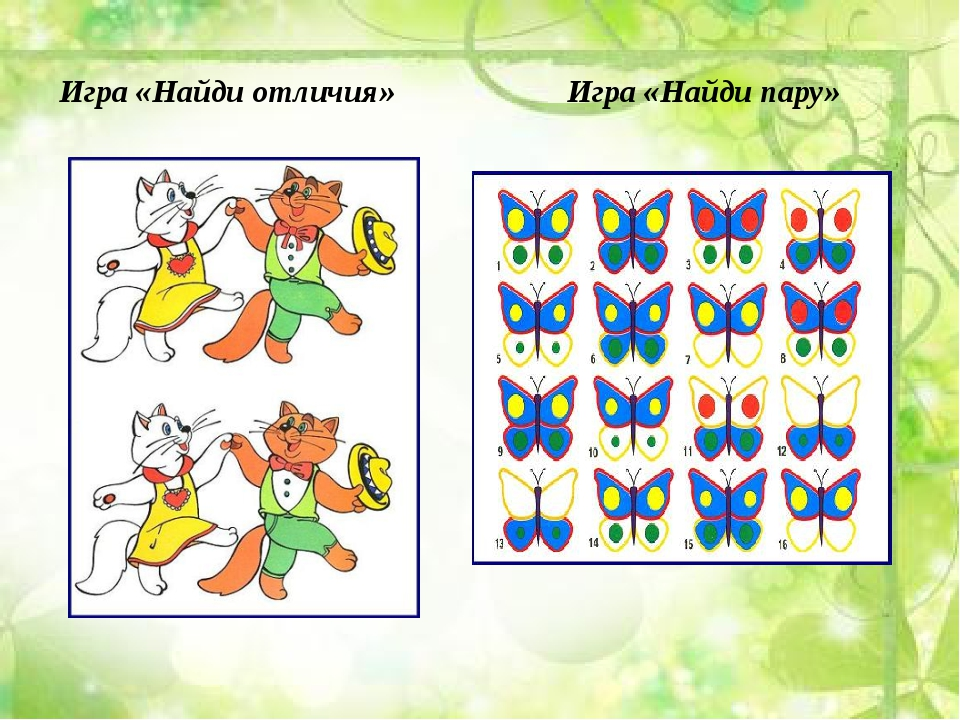 Игра «Найди отличия»
Игра «Найди пару»
1 2 3 4
5 6 7 8
9 10 11 12
13 14 15 16